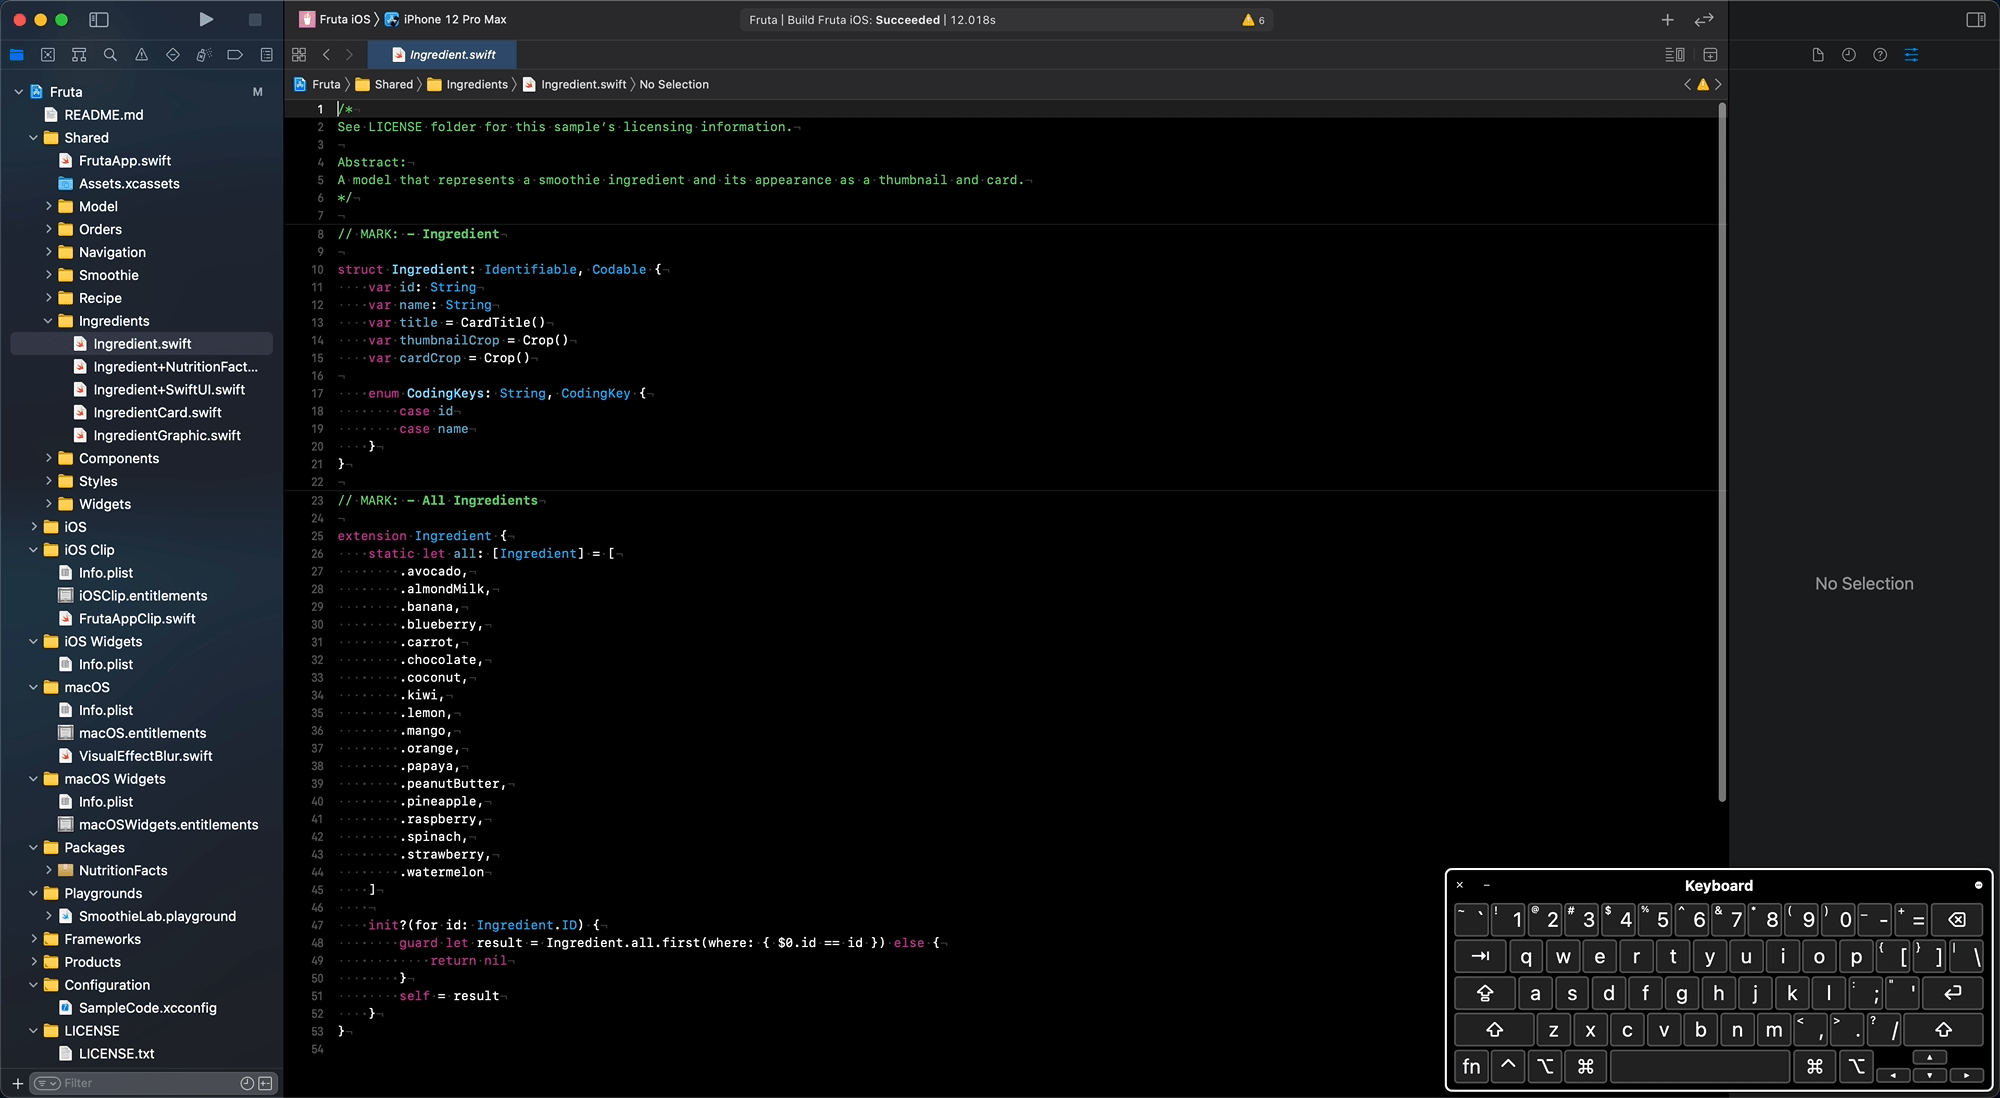 Fruta iOS 〉 iPhone 12 Pro Max
Fruta | Build Fruta iOS: Succeeded | 12.018s
6
Ingredient.swift
Fruta 〉 Shared 〉 Ingredients 〉 Ingredient.swift 〉 No Selection
Fruta M
README.md
Shared
FrutaApp.swift
Assets.xcassets
Model
Orders
Navigation
Smoothie
Recipe
Ingredients
Ingredient.swift
Ingredient+NutritionFact...
Ingredient+SwiftUI.swift
IngredientCard.swift
IngredientGraphic.swift
Components
Styles
Widgets
iOS
iOS Clip
Info.plist
iOSClip.entitlements
FrutaAppClip.swift
iOS Widgets
Info.plist
macOS
Info.plist
macOS.entitlements
VisualEffectBlur.swift
macOS Widgets
Info.plist
macOSWidgets.entitlements
Packages
NutritionFacts
Playgrounds
SmoothieLab.playground
Frameworks
Products
Configuration
SampleCode.xcconfig
LICENSE
LICENSE.txt
Filter
1 /*
2 See LICENSE folder for this sample's licensing information.
3
4 Abstract:
5 A model that represents a smoothie ingredient and its appearance as a thumbnail and card.
6 */
7
8 // MARK: - Ingredient
9
10 struct Ingredient: Identifiable, Codable {
11     var id: String
12     var name: String
13     var title = CardTitle()
14     var thumbnailCrop = Crop()
15     var cardCrop = Crop()
16
17     enum CodingKeys: String, CodingKey {
18         case id
19         case name
20     }
21 }
22
23 // MARK: - All Ingredients
24
25 extension Ingredient {
26     static let all: [Ingredient] = [
27         .avocado,
28         .almondMilk,
29         .banana,
30         .blueberry,
31         .carrot,
32         .chocolate,
33         .coconut,
34         .kiwi,
35         .lemon,
36         .mango,
37         .orange,
38         .papaya,
39         .peanutButter,
40         .pineapple,
41         .raspberry,
42         .spinach,
43         .strawberry,
44         .watermelon
45     ]
46
47     init?(for id: Ingredient.ID) {
48         guard let result = Ingredient.all.first(where: { $0.id == id }) else {
49             return nil
50         }
51         self = result
52     }
53 }
54
No Selection
Keyboard
~ ` ! 1 @ 2 # 3 $ 4 % 5 ^ 6 & 7 * 8 ( 9 ) 0 _ - + =
q w e r t y u i o p { [ } ] | \
a s d f g h j k l : ; " '
z x c v b n m < , > . ? /
fn ⌃ ⌥ ⌘ ⌘ ⌥